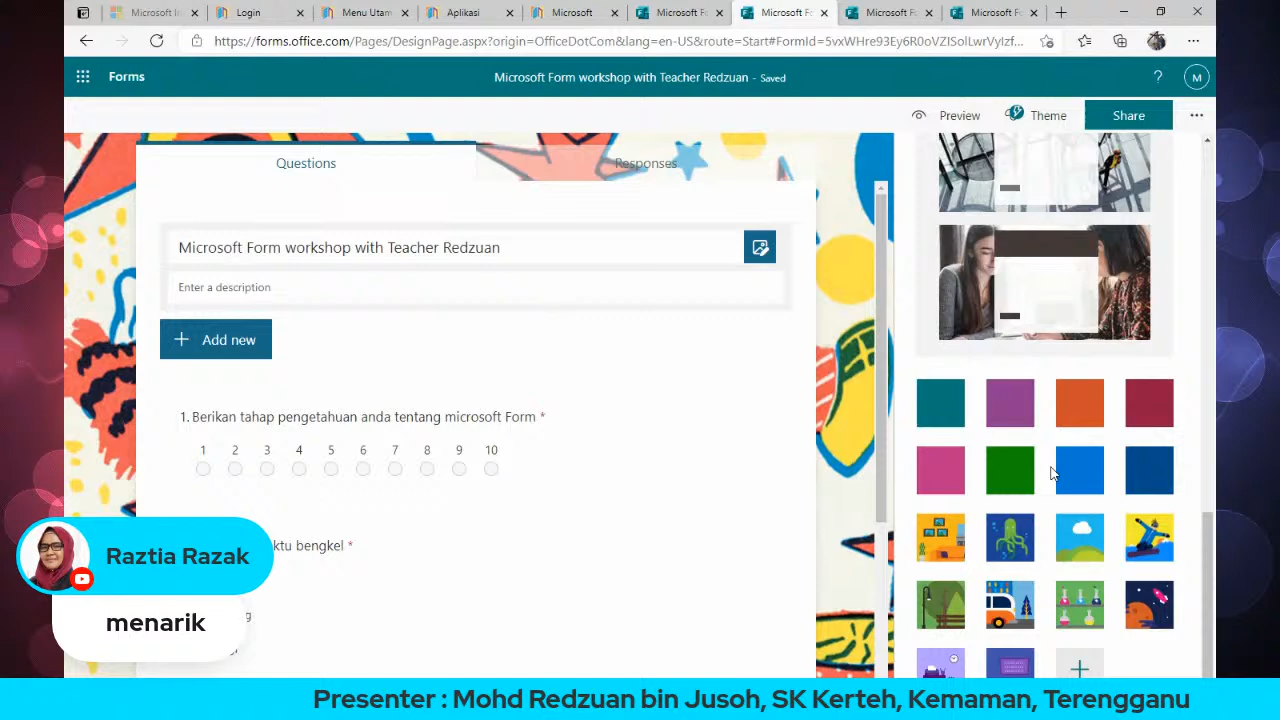 Microsoft In
Login
Menu Utam
Aplikasi
Microsoft
Microsoft Fo
Microsoft F
Microsoft Fo
Microsoft Fo
https://forms.office.com/Pages/DesignPage.aspx?origin=OfficeDotCom&lang=en-US&route=Start#FormId=5vxWHre93Ey6R0oVZISolLwrVyIzf...
Forms
Microsoft Form workshop with Teacher Redzuan - Saved
?
M
Preview
Theme
Share
Questions
Responses
Microsoft Form workshop with Teacher Redzuan
Enter a description
Add new
1. Berikan tahap pengetahuan anda tentang microsoft Form *
1 2 3 4 5 6 7 8 9 10
ktu bengkel *
Raztia Razak
menarik
Presenter : Mohd Redzuan bin Jusoh, SK Kerteh, Kemaman, Terengganu